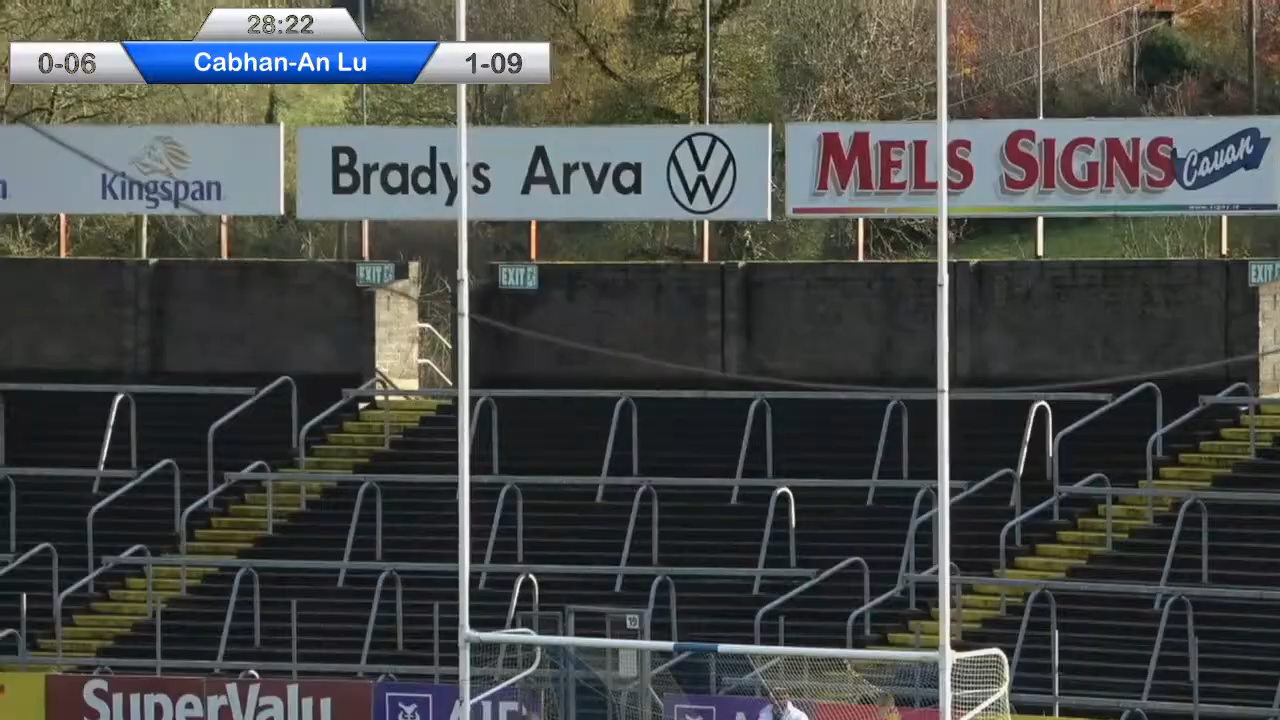 28:22
0-06 Cabhan-An Lu 1-09
Kingspan
Bradys Arva
MELS SIGNS Cavan
EXIT
EXIT
EXIT
19
SuperValu